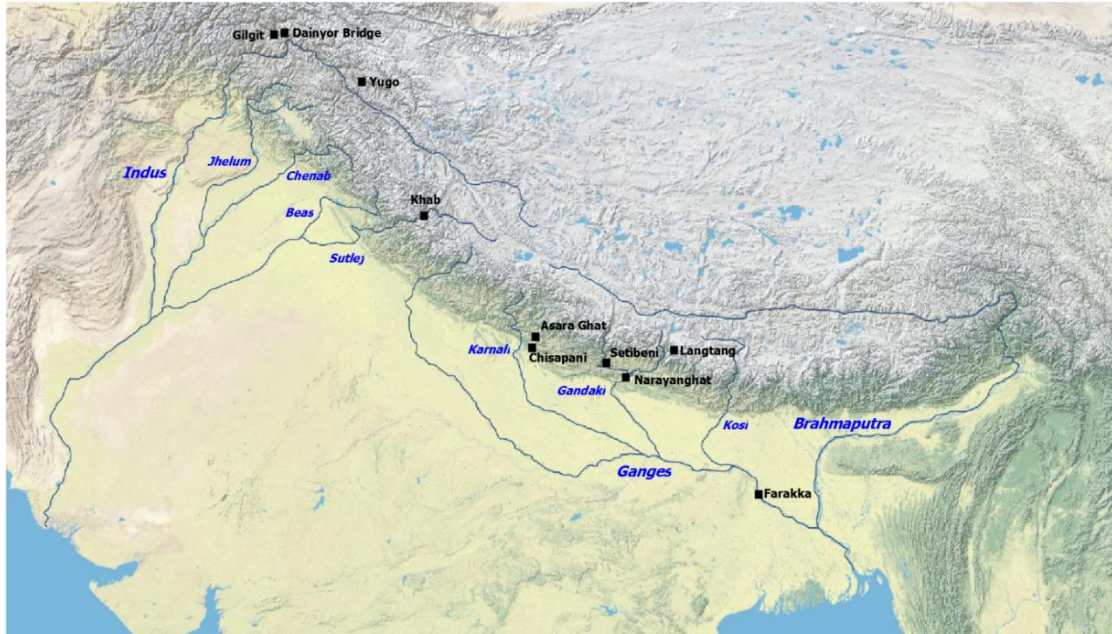 Gilgit
Dainyor Bridge
Yugo
Indus
Jhelum
Chenab
Khab
Beas
Sutlej
Asara Ghat
Karnali
Chisapani
Setibeni
Langtang
Narayanghat
Gandaki
Kosi
Brahmaputra
Ganges
Farakka